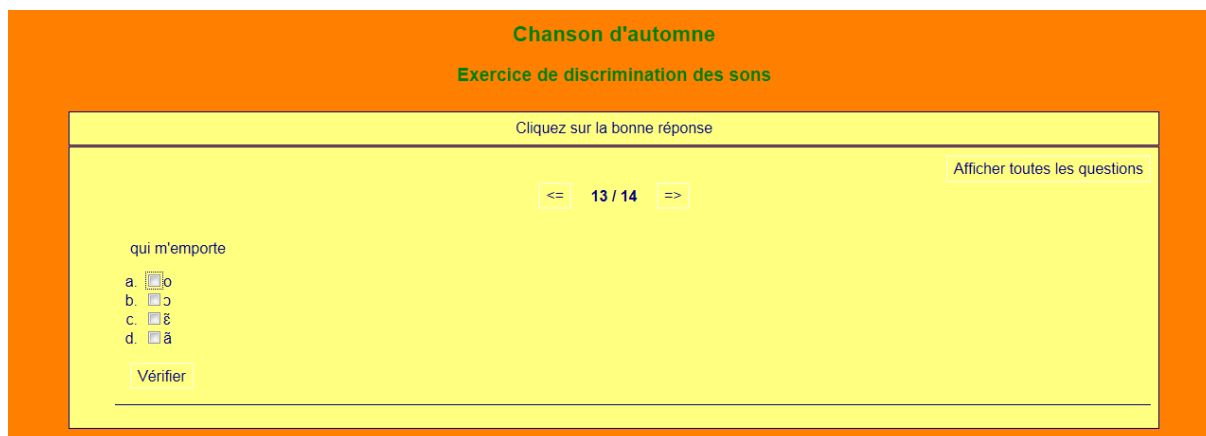 Chanson d'automne
Exercice de discrimination des sons
Cliquez sur la bonne réponse
Afficher toutes les questions
<= 13 / 14 =>
qui m'emporte
a. o
b. ɔ
c. ɛ̃
d. ã
Vérifier